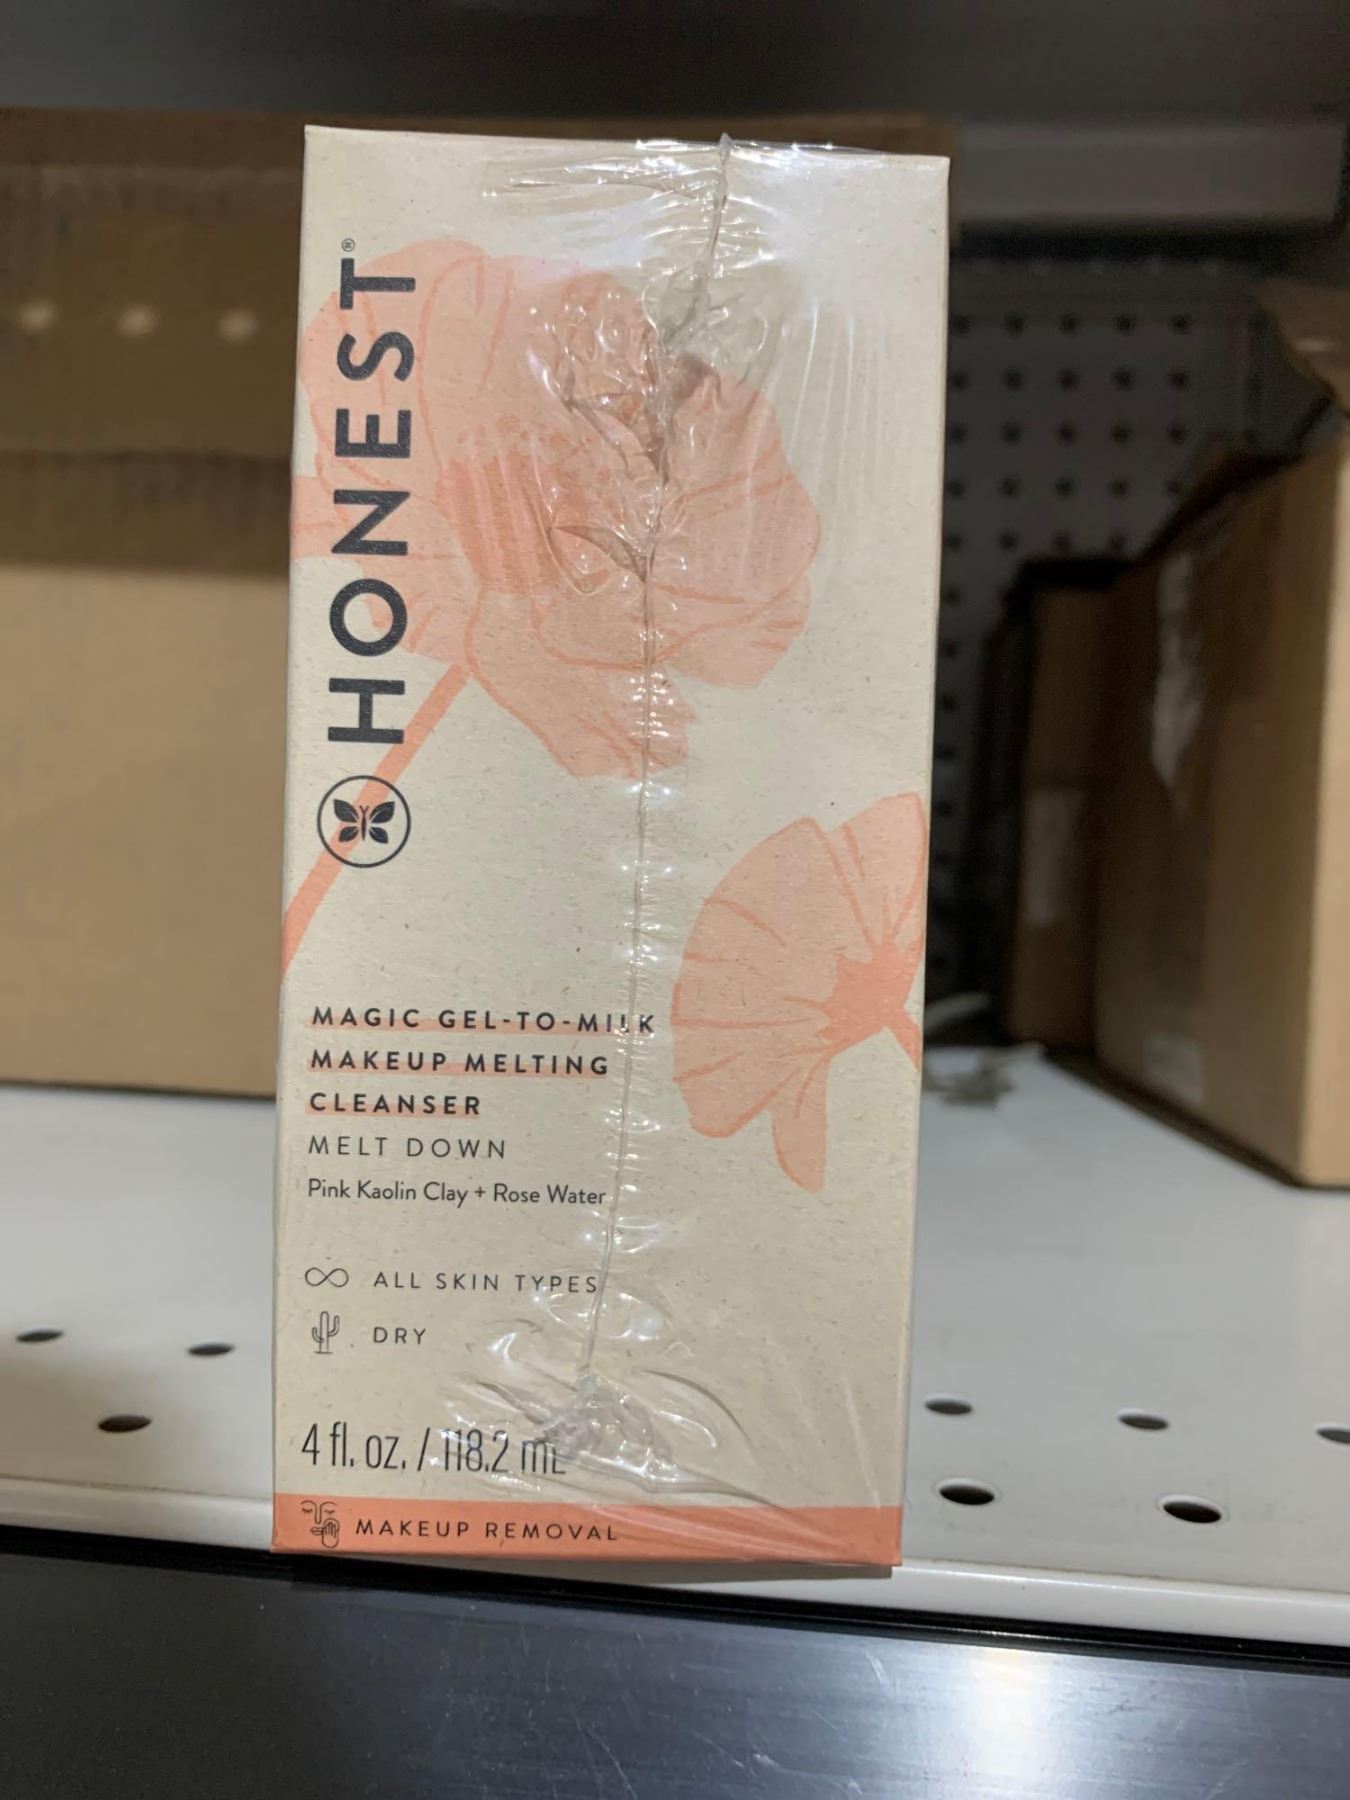 HONEST®
MAGIC GEL-TO-MILK
MAKEUP MELTING
CLEANSER
MELT DOWN
Pink Kaolin Clay + Rose Water
ALL SKIN TYPES
DRY
4 fl. oz. / 118.2 mL
MAKEUP REMOVAL